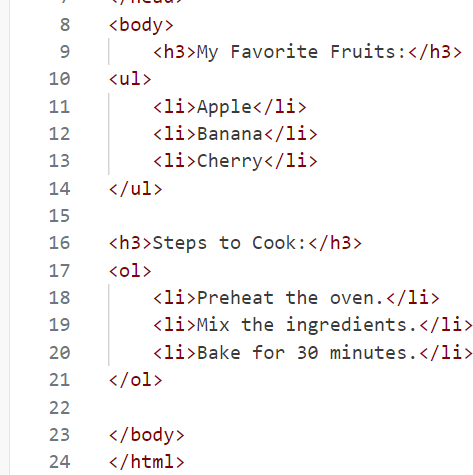 8 <body>
9 <h3>My Favorite Fruits:</h3>
10 <ul>
11 <li>Apple</li>
12 <li>Banana</li>
13 <li>Cherry</li>
14 </ul>
15
16 <h3>Steps to Cook:</h3>
17 <ol>
18 <li>Preheat the oven.</li>
19 <li>Mix the ingredients.</li>
20 <li>Bake for 30 minutes.</li>
21 </ol>
22
23 </body>
24 </html>